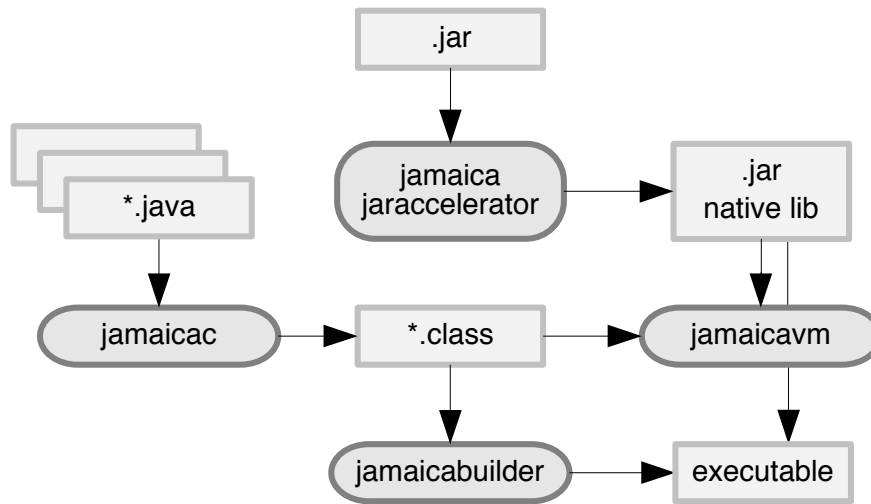 .jar
jamaica
jaraccelerator
.jar
native lib
*.java
jamaicac
*.class
jamaicavm
jamaicabuilder
executable